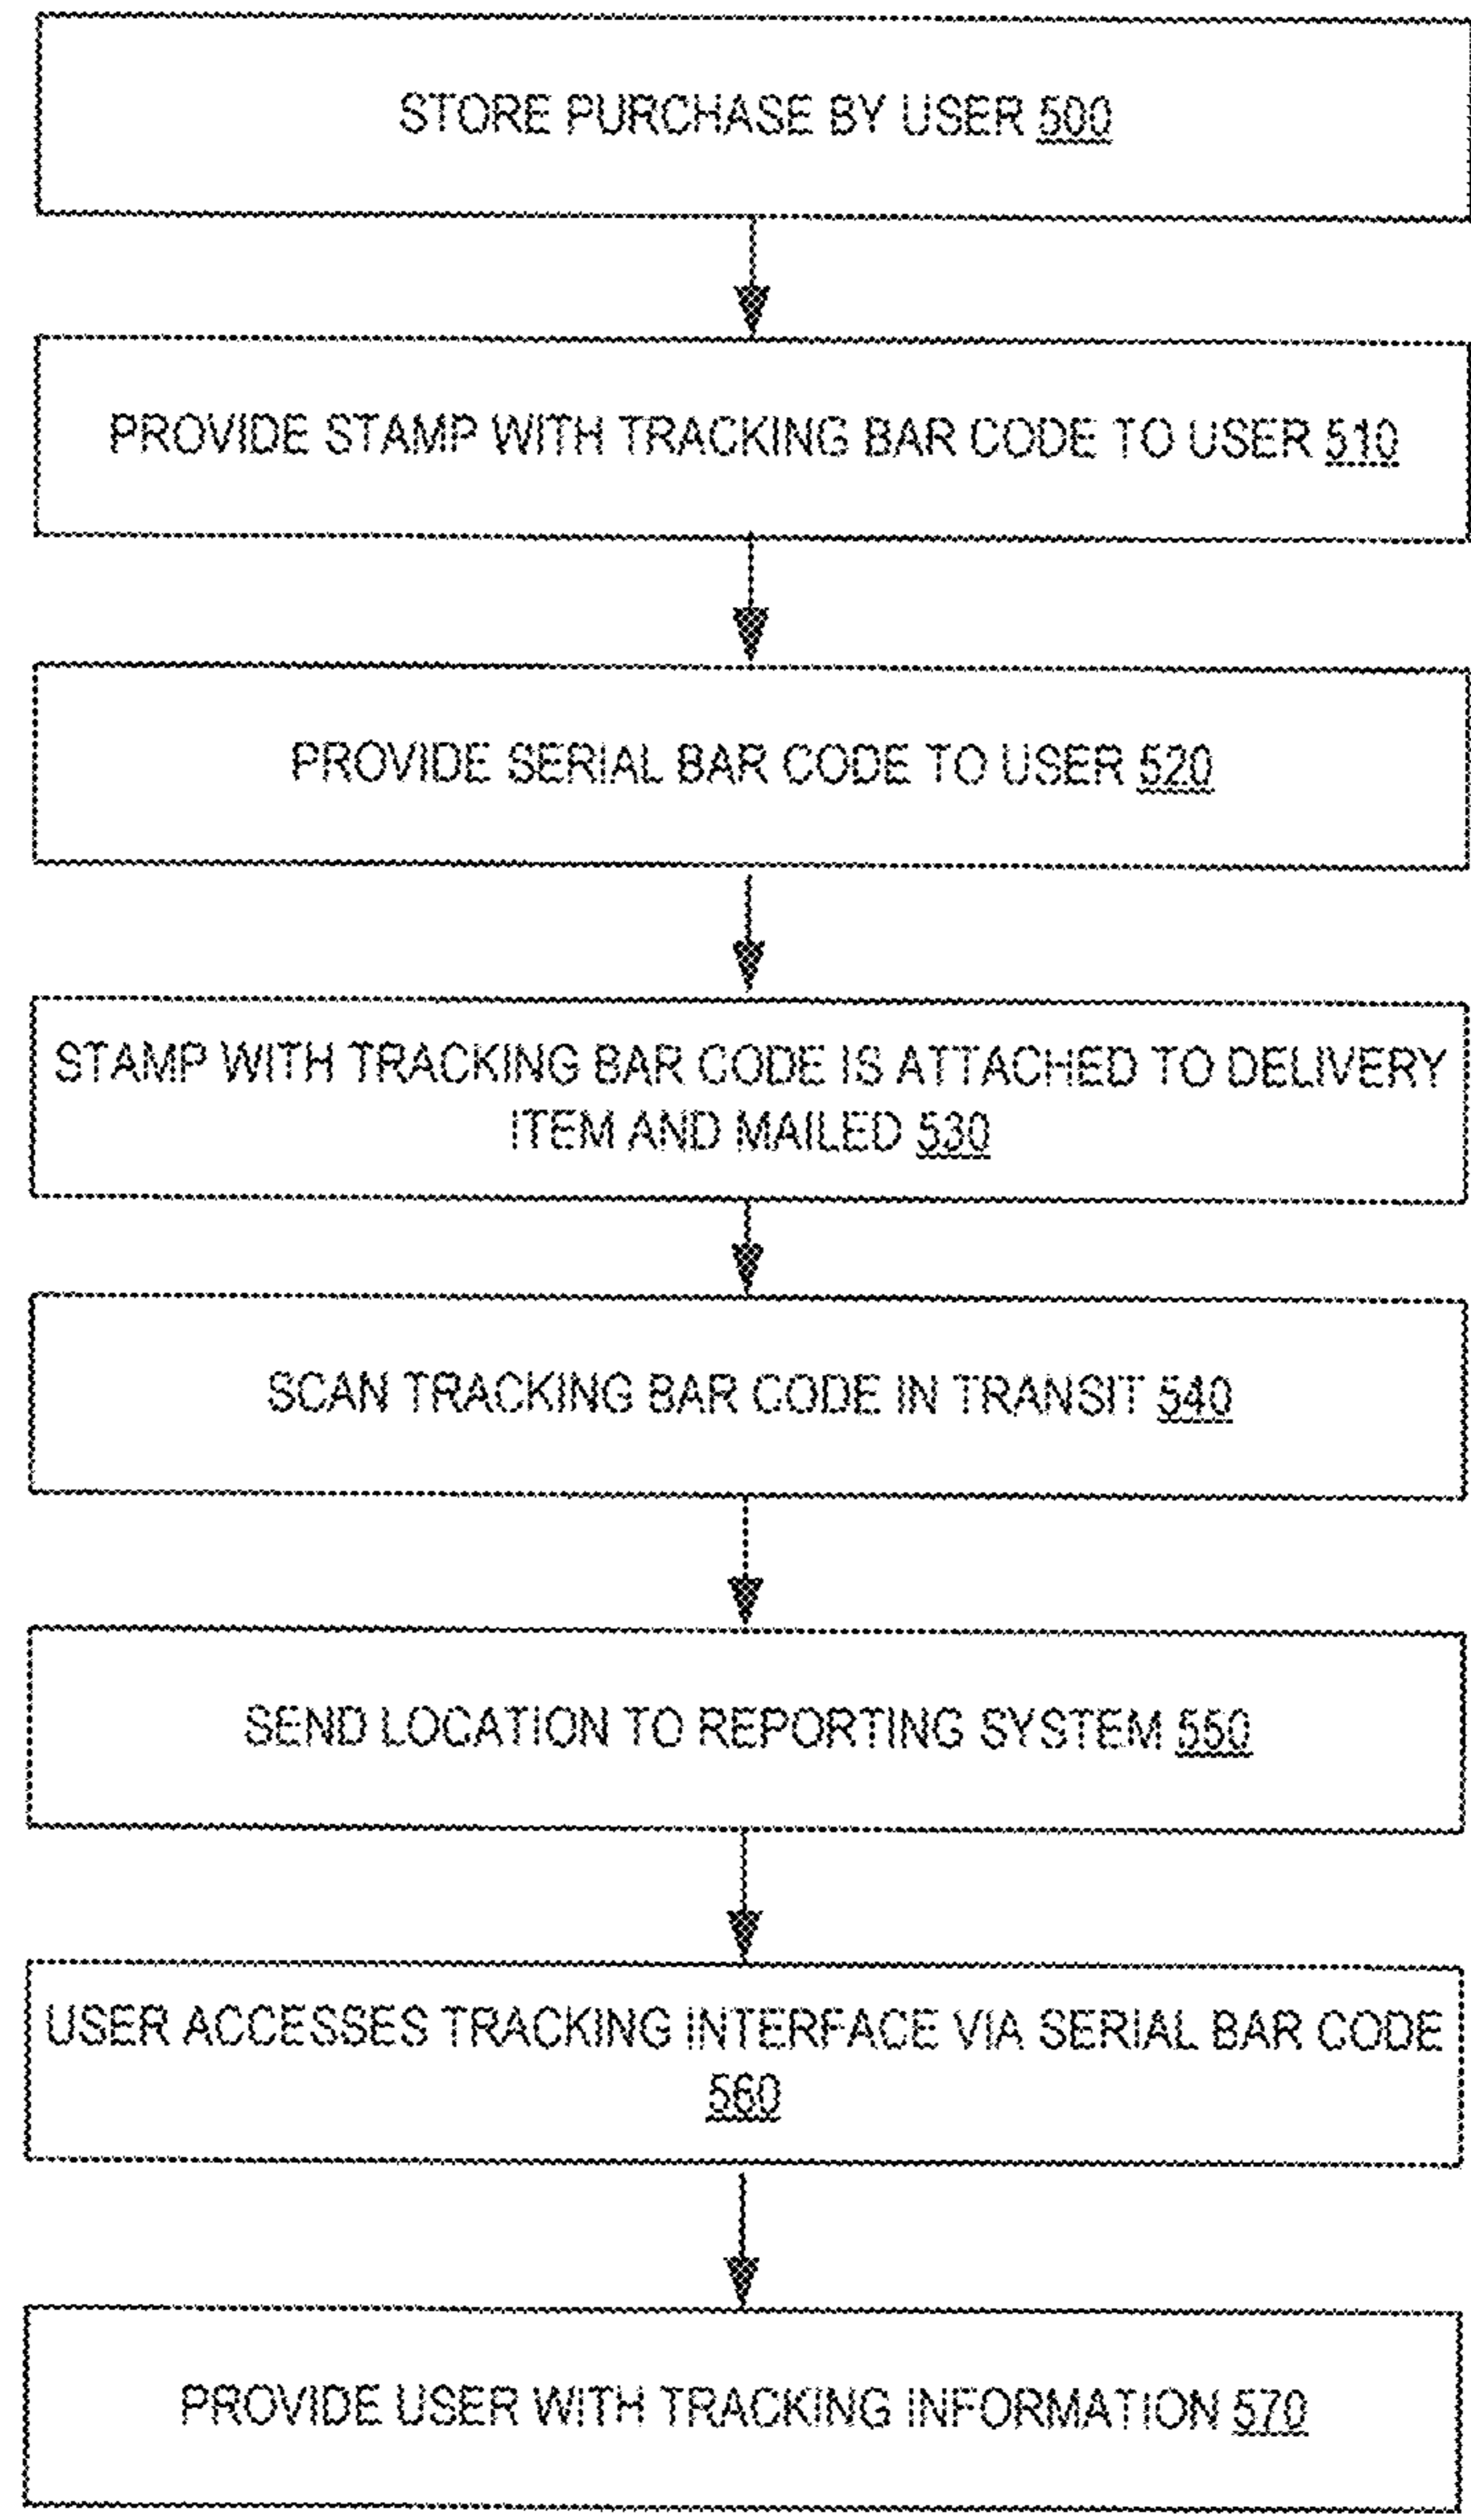 STORE PURCHASE BY USER 500
PROVIDE STAMP WITH TRACKING BAR CODE TO USER 510
PROVIDE SERIAL BAR CODE TO USER 520
STAMP WITH TRACKING BAR CODE IS ATTACHED TO DELIVERY
ITEM AND MAILED 530
SCAN TRACKING BAR CODE IN TRANSIT 540
SEND LOCATION TO REPORTING SYSTEM 550
USER ACCESSES TRACKING INTERFACE VIA SERIAL BAR CODE
560
PROVIDE USER WITH TRACKING INFORMATION 570